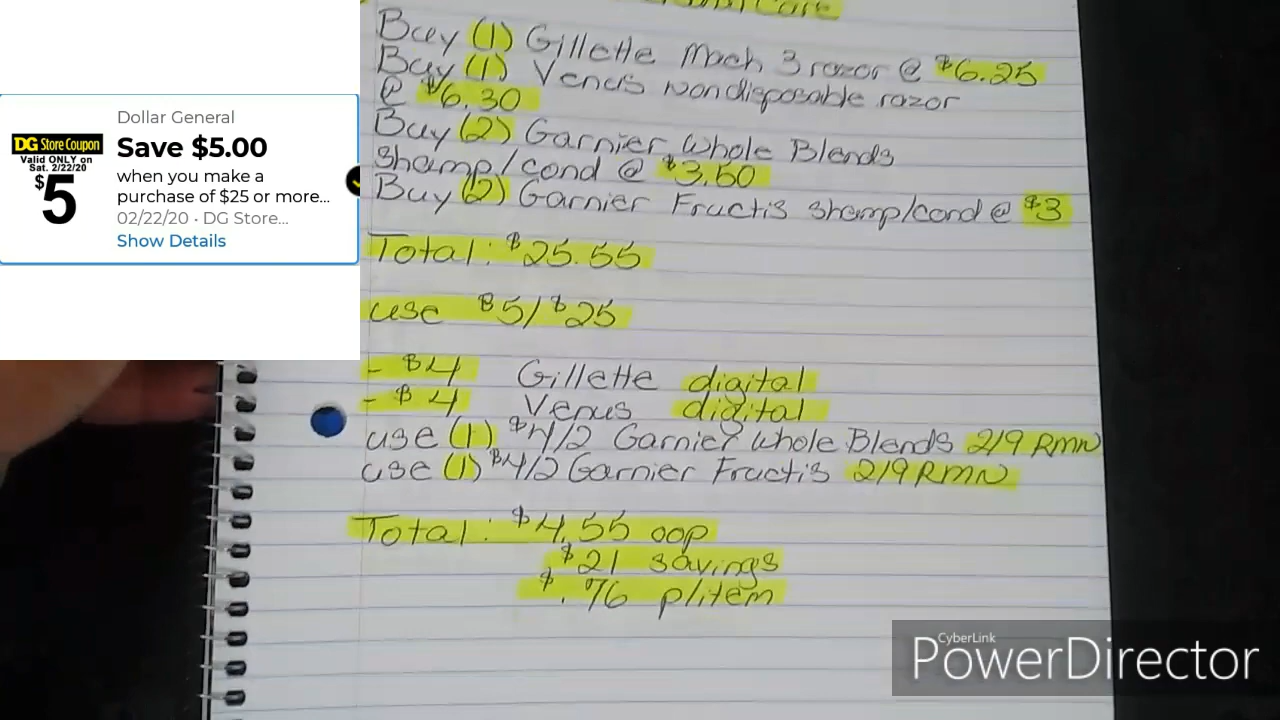 Care
Buy (1) Gillette Mach 3 razor @ $6.25
Buy (1) Venus nondisposable razor
@ $6.30
Buy (2) Garnier Whole Blends
shamp/cond @ $3.50
Buy (2) Garnier Fructis shamp/cond @ $3
Total: $25.55
use $5/$25
- $4 Gillette digital
- $4 Venus digital
use (1) $4/2 Garnier Whole Blends 2/9 RMN
use (1) $4/2 Garnier Fructis 2/9 RMN
Total: $4.55 oop
$21 savings
$.76 p/item
Dollar General
DG Store Coupon
Valid ONLY on
Sat. 2/22/20
$5
Save $5.00
when you make a
purchase of $25 or more...
02/22/20 • DG Store...
Show Details
CyberLink
PowerDirector